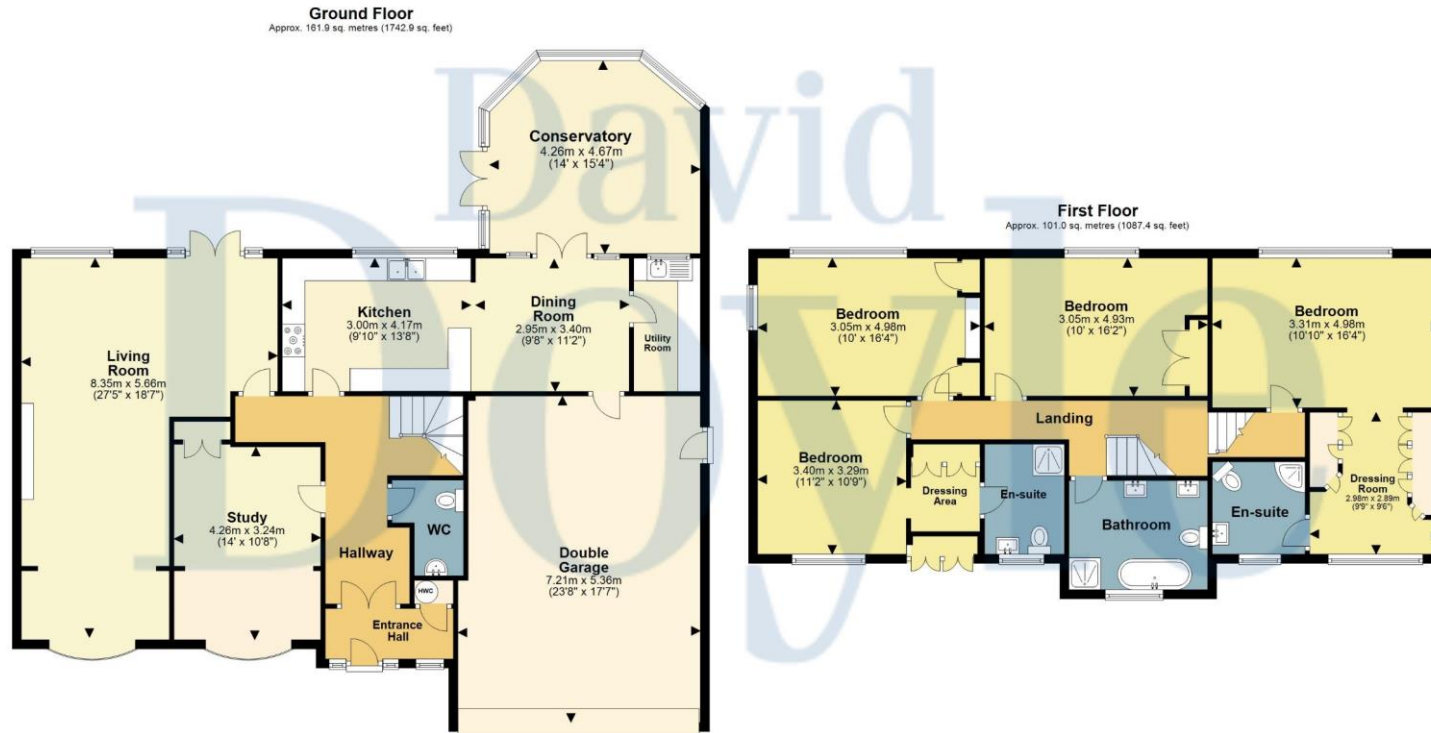 Ground Floor
Approx. 161.9 sq. metres (1742.9 sq. feet)
David
Doyle
Conservatory
4.26m x 4.67m
(14' x 15'4")
Kitchen
3.00m x 4.17m
(9'10" x 13'8")
Dining
Room
2.95m x 3.40m
(9'8" x 11'2")
Utility
Room
Living
Room
8.35m x 5.66m
(27'5" x 18'7")
Study
4.26m x 3.24m
(14' x 10'8")
WC
Hallway
HWC
Entrance
Hall
Double
Garage
7.21m x 5.36m
(23'8" x 17'7")
First Floor
Approx. 101.0 sq. metres (1087.4 sq. feet)
Bedroom
3.05m x 4.98m
(10' x 16'4")
Bedroom
3.05m x 4.93m
(10' x 16'2")
Bedroom
3.31m x 4.98m
(10'10" x 16'4")
Landing
Bedroom
3.40m x 3.29m
(11'2" x 10'9")
Dressing
Area
En-suite
Bathroom
En-suite
Dressing
Room
2.98m x 2.89m
(9'9" x 9'6")